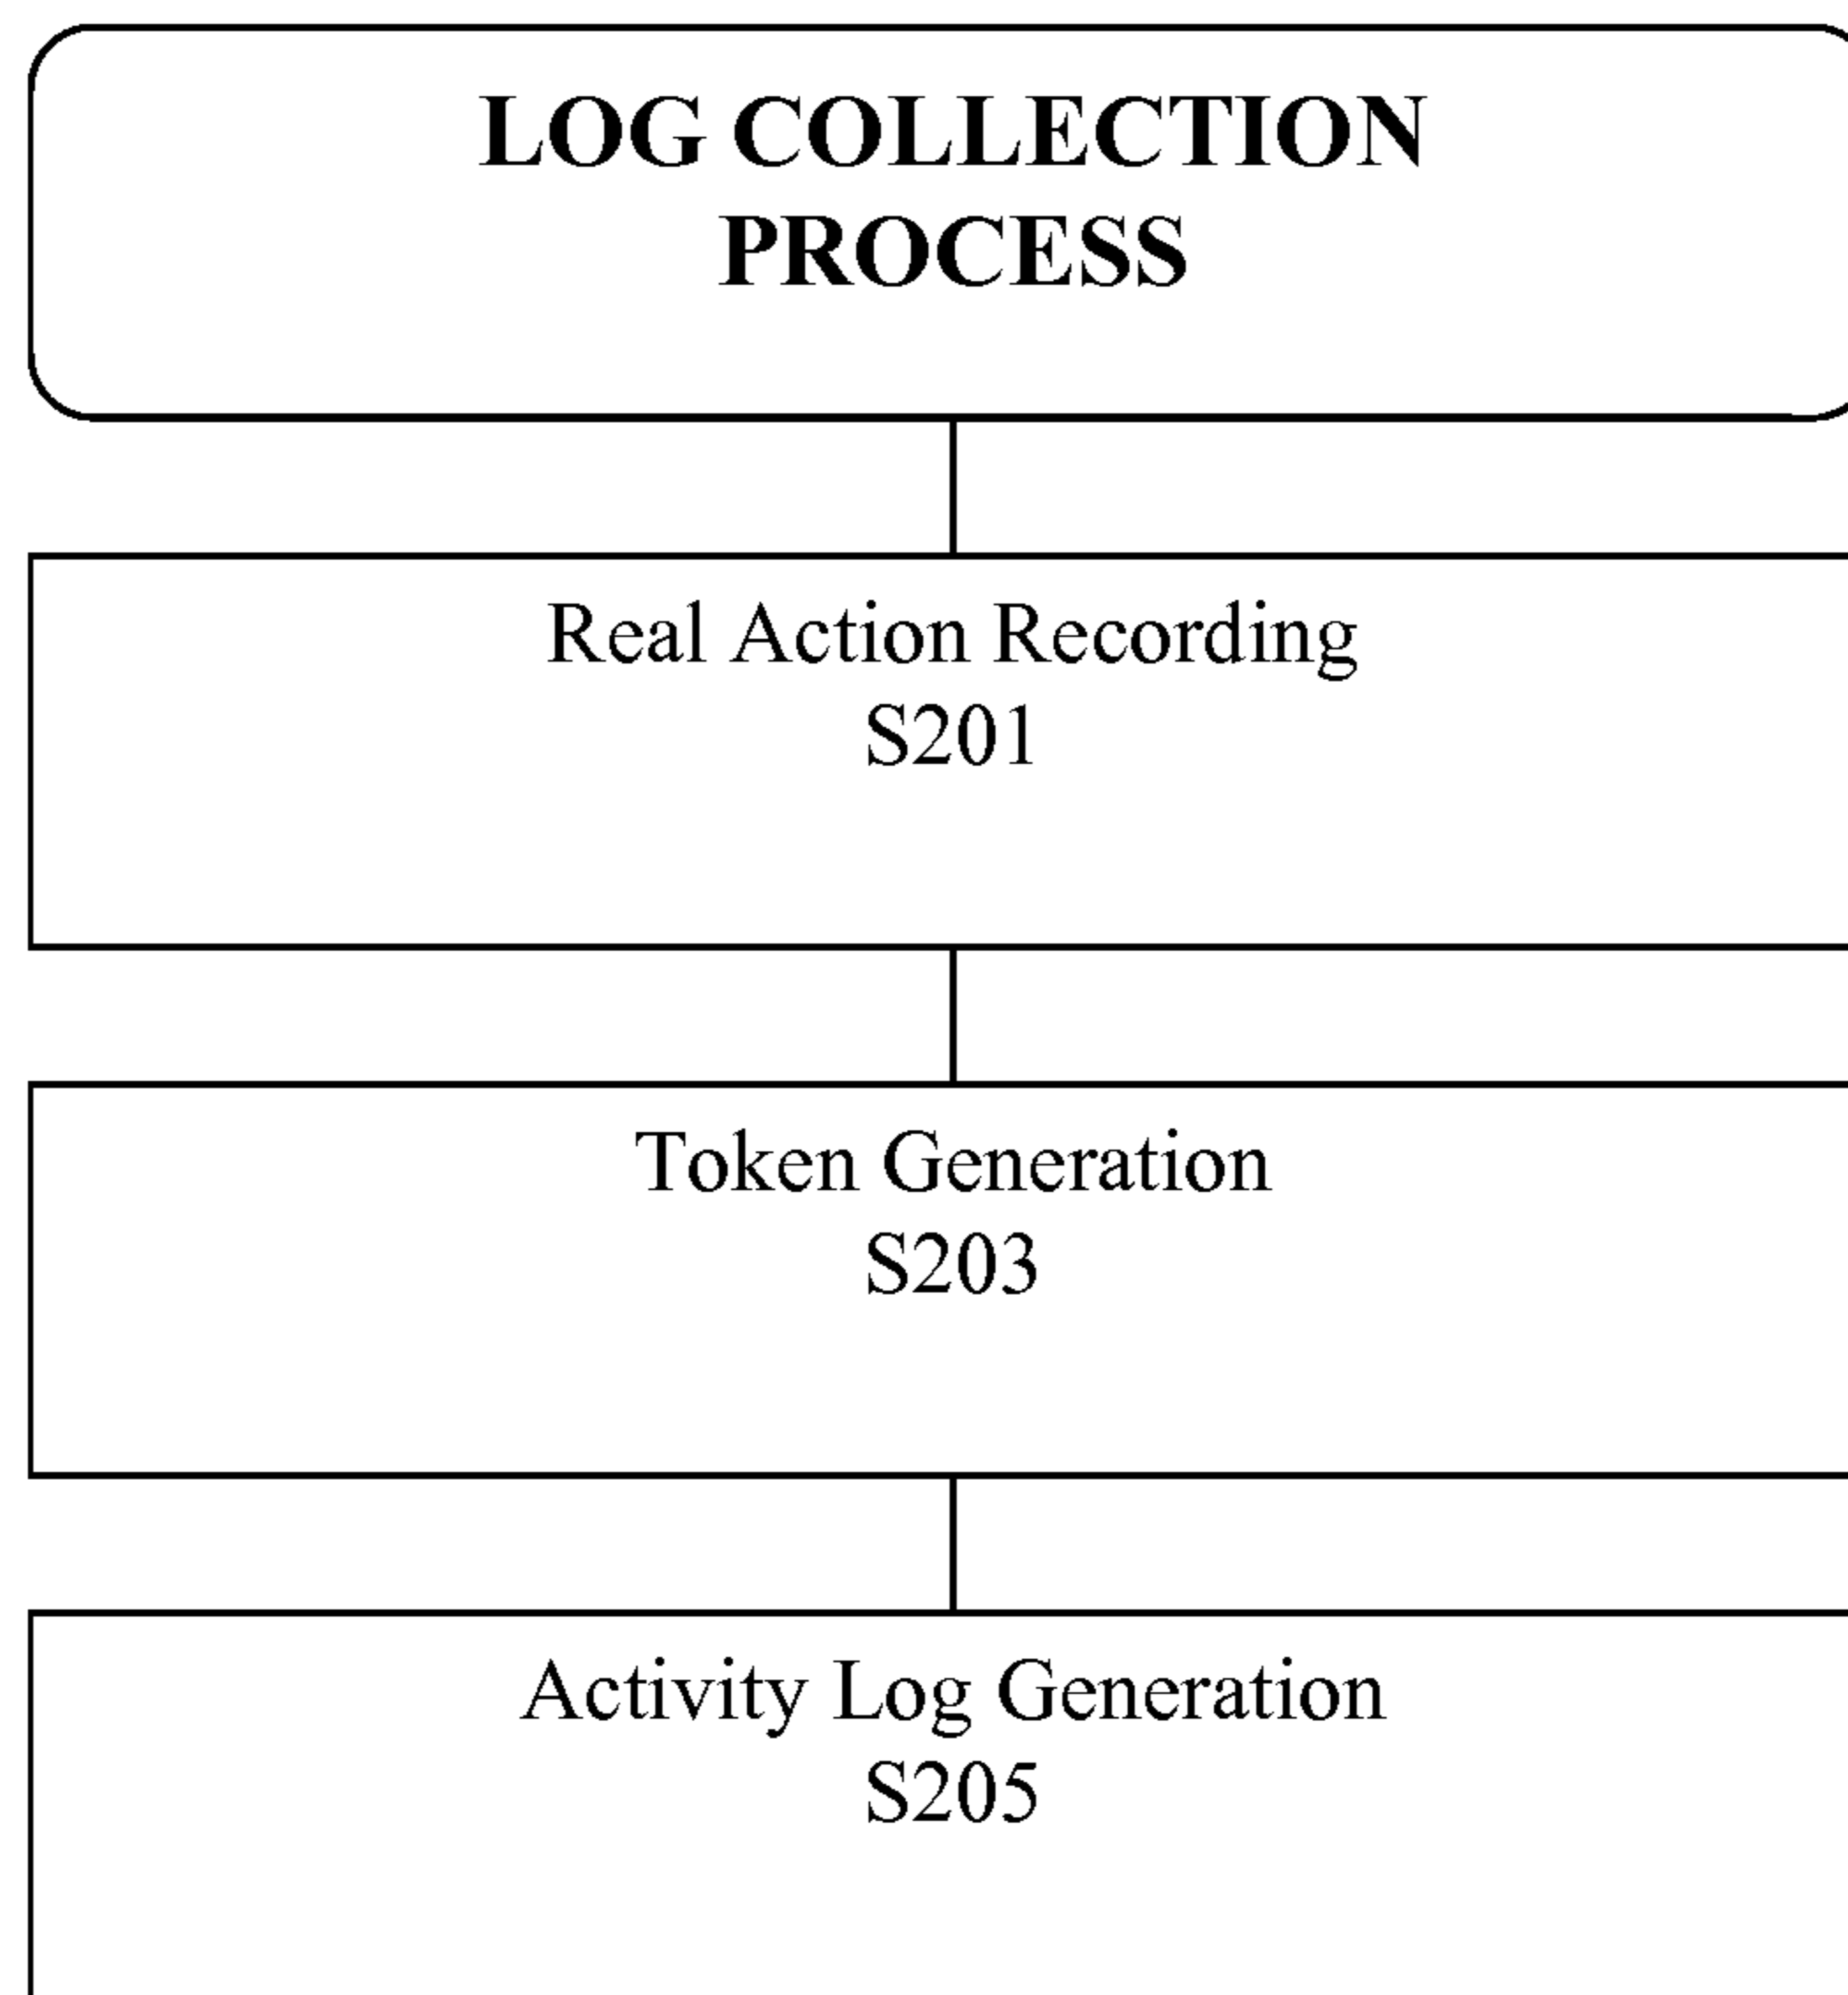 LOG COLLECTION
PROCESS
Real Action Recording
S201
Token Generation
S203
Activity Log Generation
S205